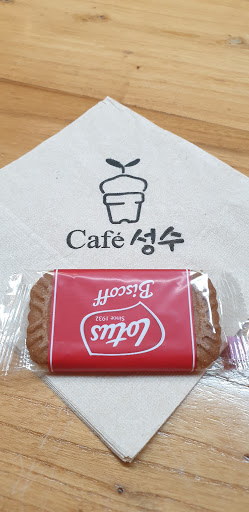 Café 성수
Lotus
Since 1932
Biscoff